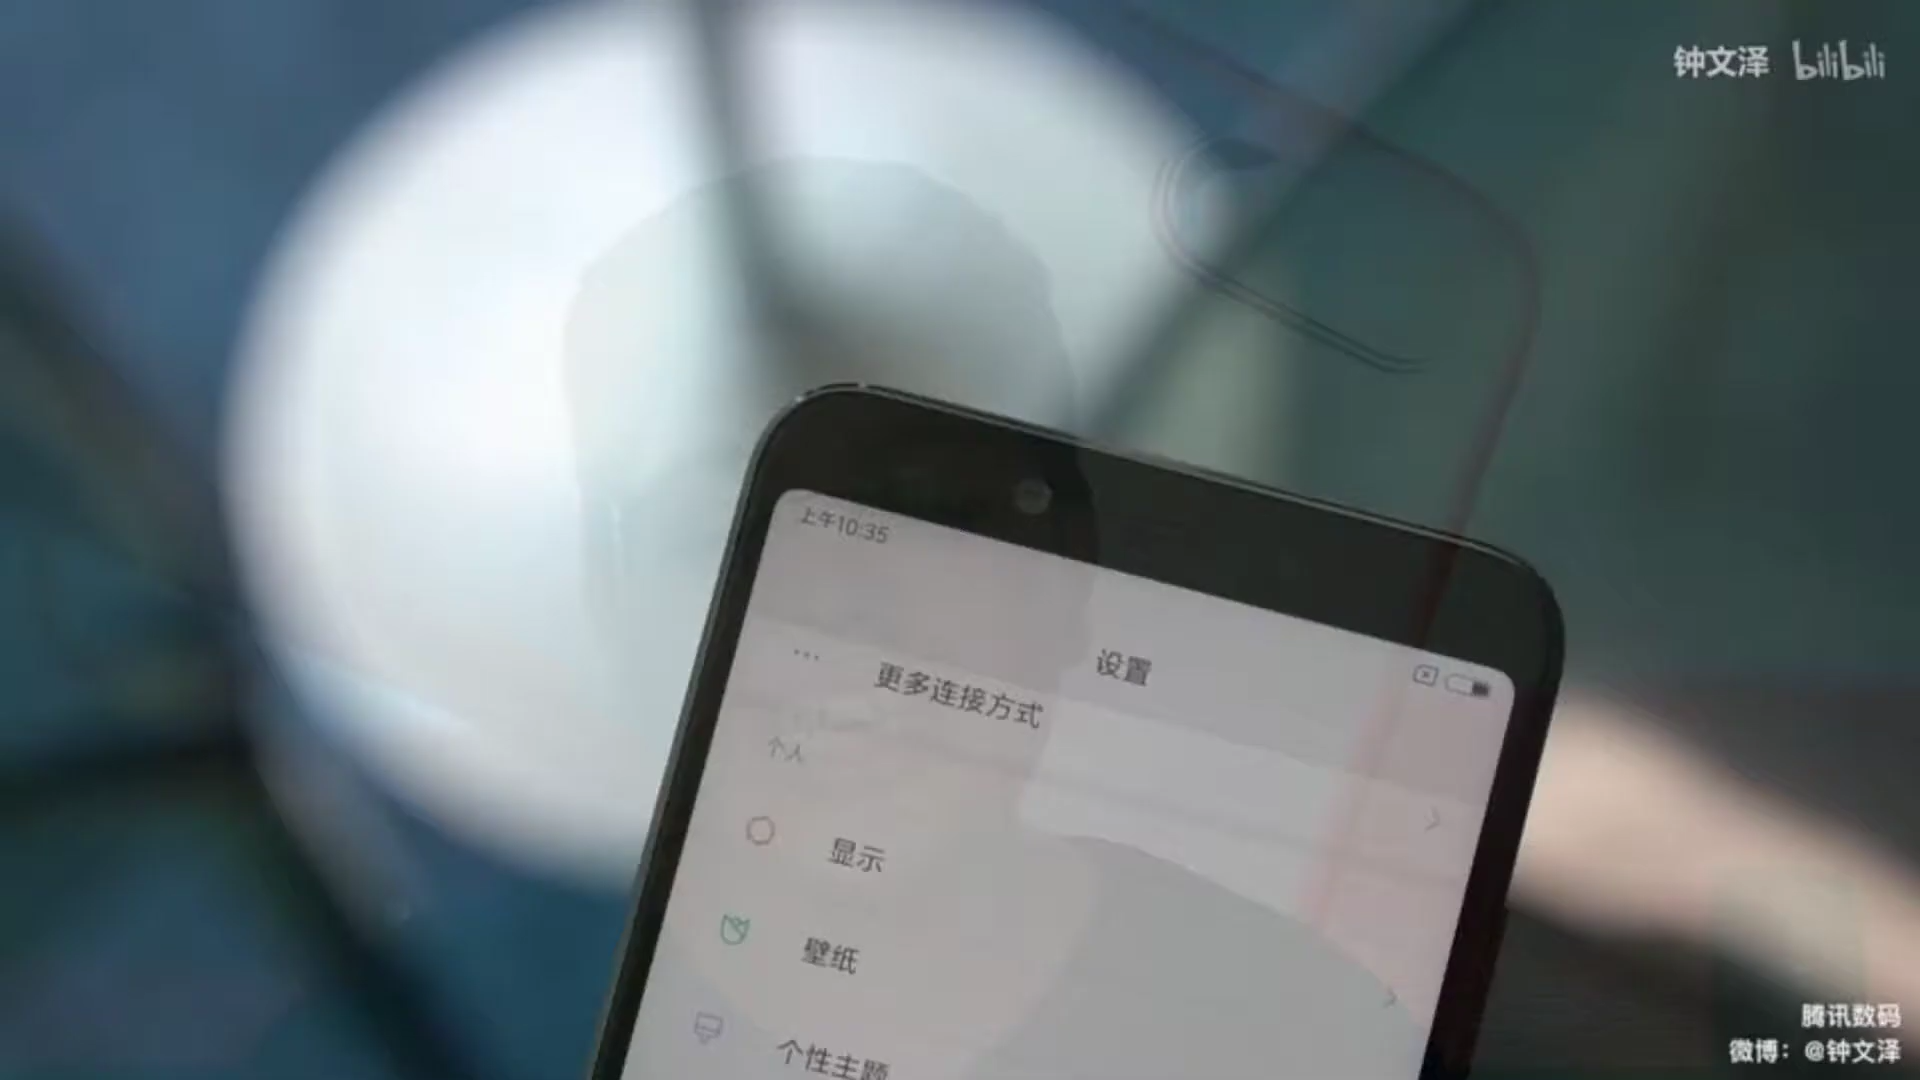 钟文泽 bilibili
上午10:35
设置
更多连接方式
个人
显示
壁纸
个性主题
腾讯数码
微博：@钟文泽